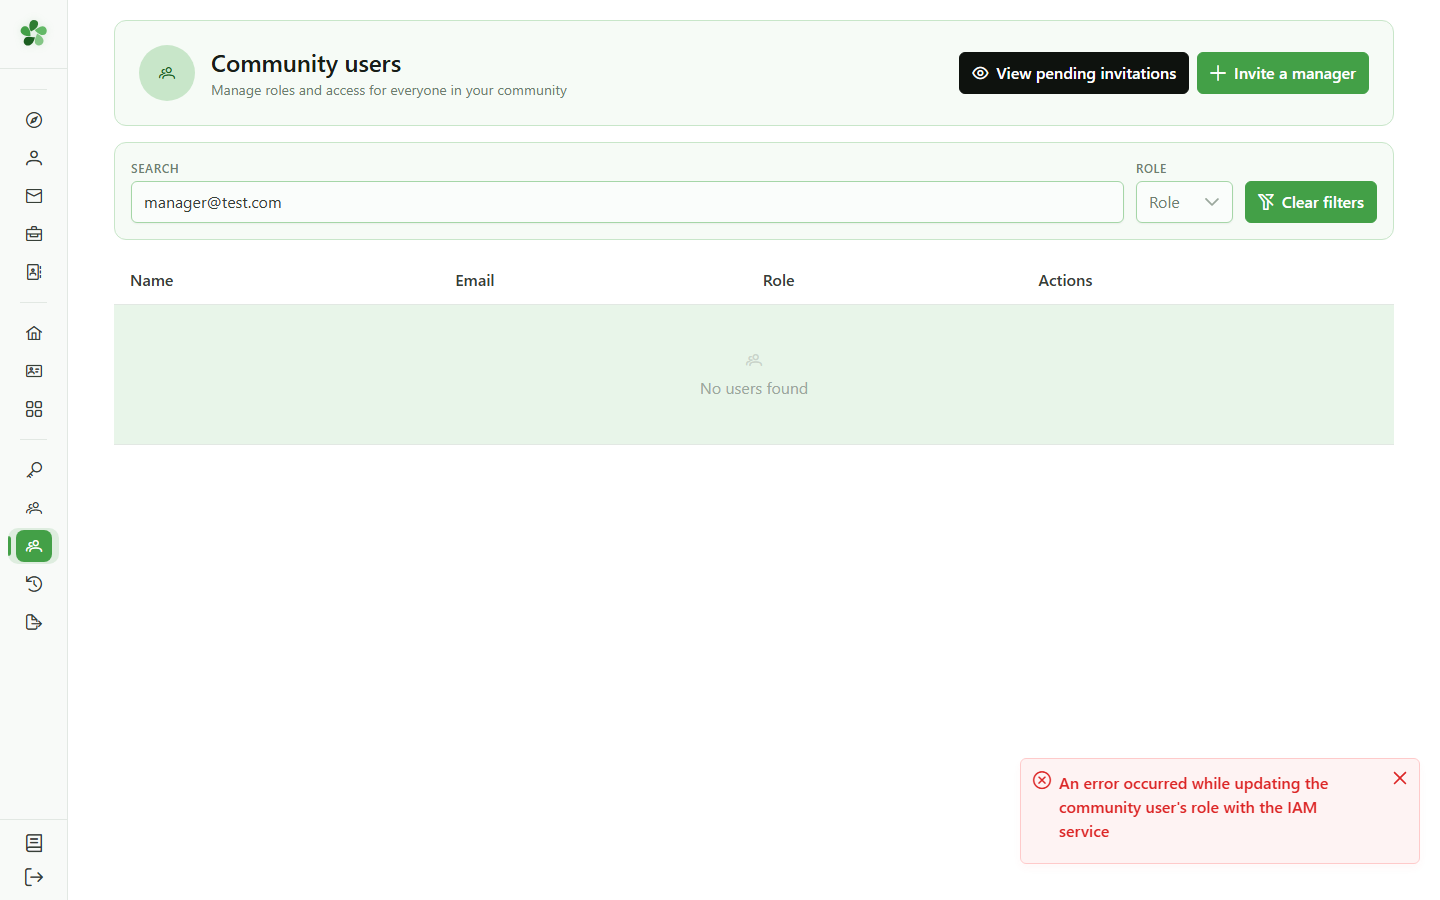 Community users
Manage roles and access for everyone in your community
View pending invitations
Invite a manager
SEARCH
ROLE
manager@test.com
Role
Clear filters
Name
Email
Role
Actions
No users found
An error occurred while updating the
community user's role with the IAM
service